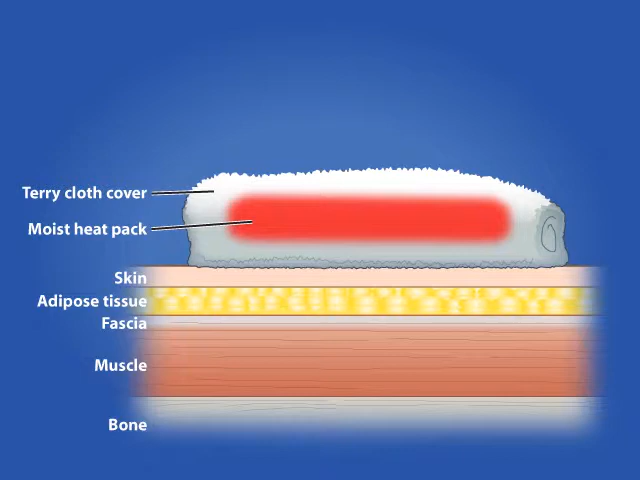 Terry cloth cover
Moist heat pack
Skin
Adipose tissue
Fascia
Muscle
Bone